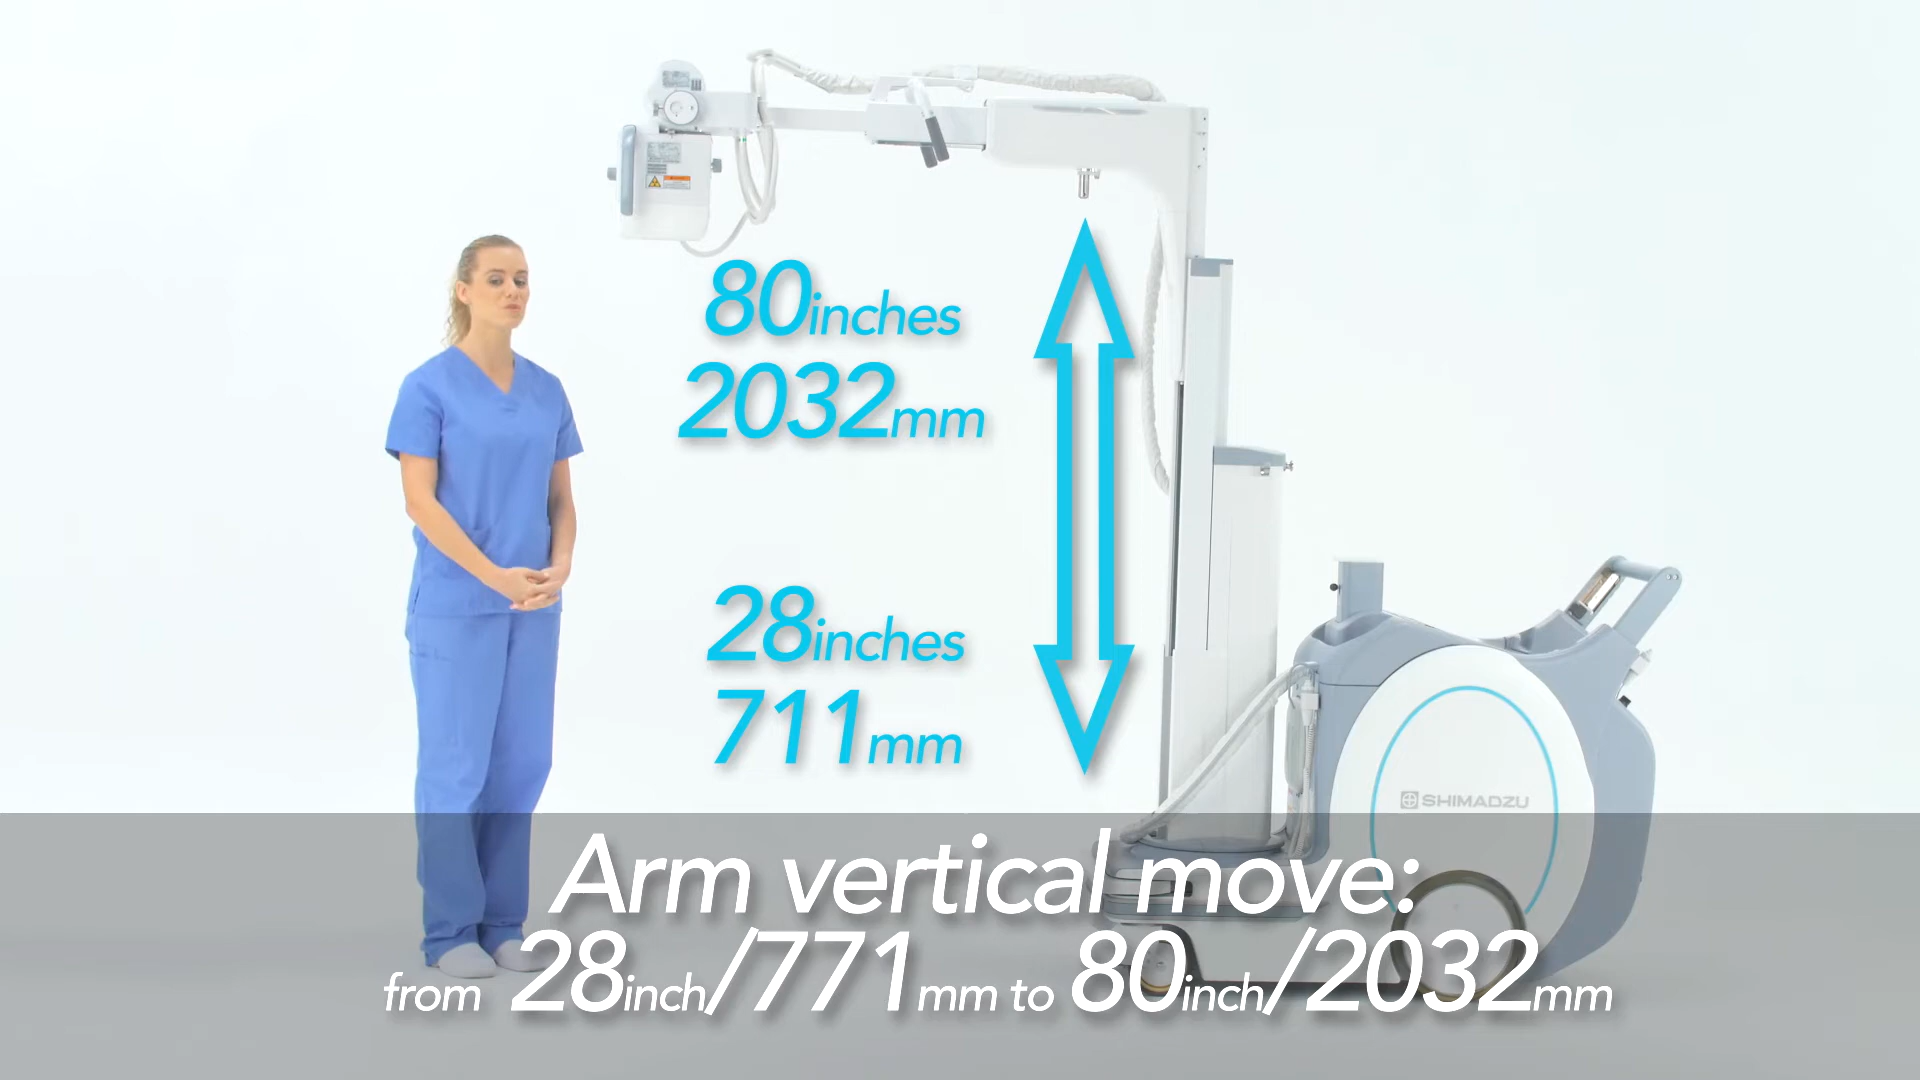 80inches
2032mm
28inches
711mm
SHIMADZU
Arm vertical move:
from 28inch/771mm to 80inch/2032mm